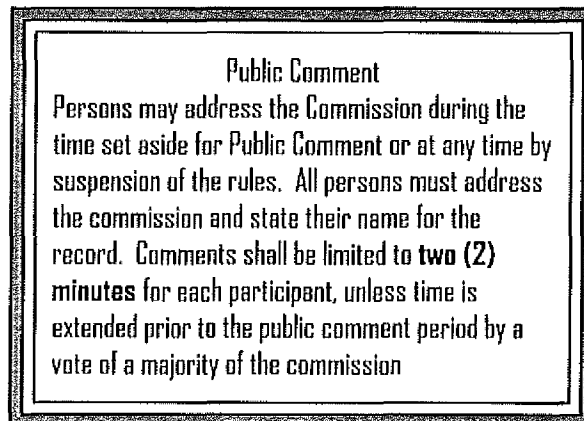 Public Comment
Persons may address the Commission during the
time set aside for Public Comment or at any time by
suspension of the rules. All persons must address
the commission and state their name for the
record. Comments shall be limited to two (2)
minutes for each participant, unless time is
extended prior to the public comment period by a
vote of a majority of the commission